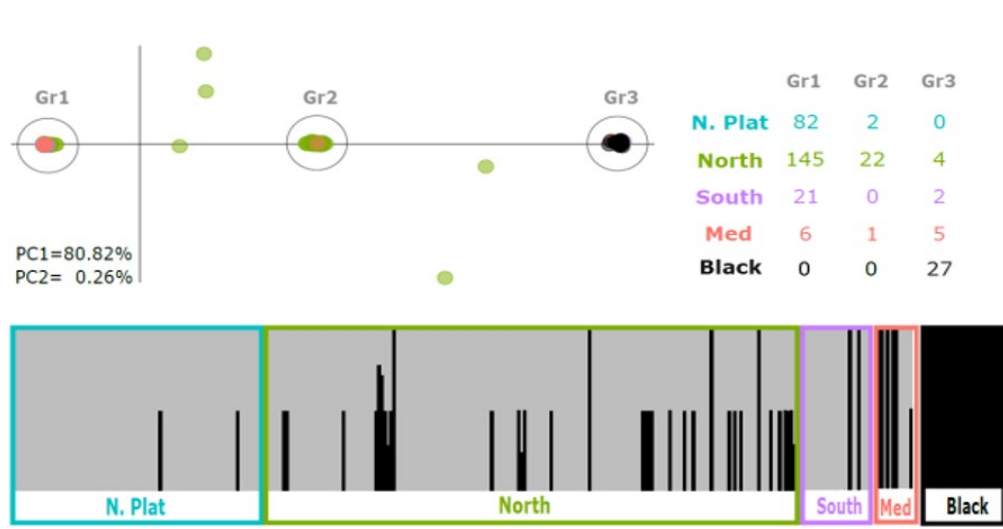 Gr1 Gr2 Gr3
PC1=80.82%
PC2= 0.26%
Gr1 Gr2 Gr3
N. Plat 82 2 0
North 145 22 4
South 21 0 2
Med 6 1 5
Black 0 0 27
N. Plat North South Med Black